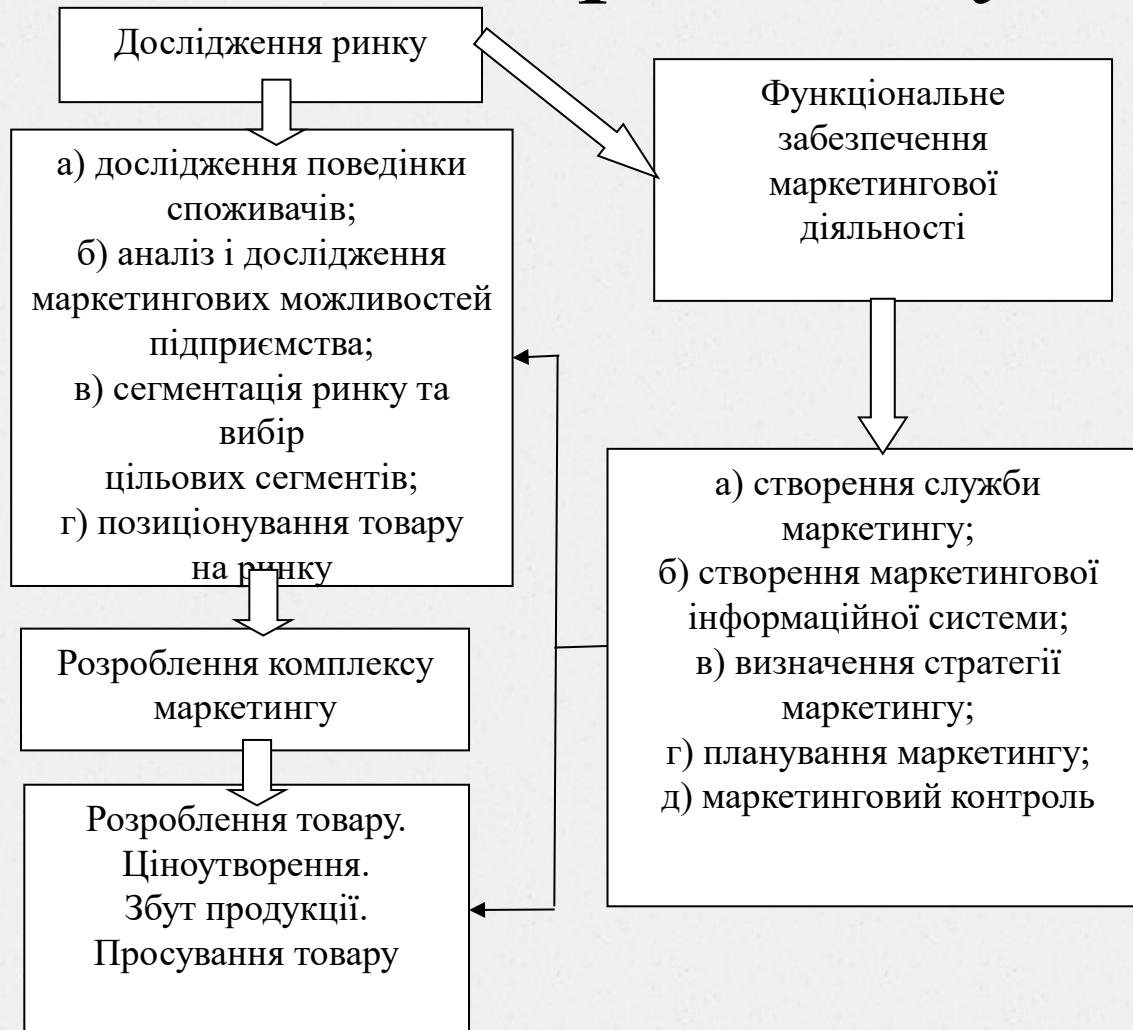 Дослідження ринку
Функціональне
забезпечення
маркетингової
діяльності
а) дослідження поведінки
споживачів;
б) аналіз і дослідження
маркетингових можливостей
підприємства;
в) сегментація ринку та
вибір
цільових сегментів;
г) позиціонування товару
на ринку
а) створення служби
маркетингу;
б) створення маркетингової
інформаційної системи;
в) визначення стратегії
маркетингу;
г) планування маркетингу;
д) маркетинговий контроль
Розроблення комплексу
маркетингу
Розроблення товару.
Ціноутворення.
Збут продукції.
Просування товару